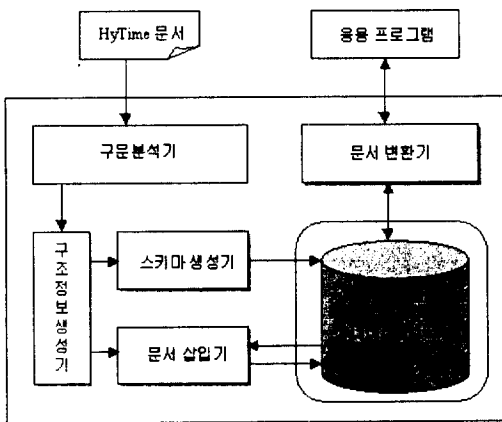 HyTime 문서
응용 프로그램
구문분석기
문서 변환기
구조정보생성기
스키마 생성기
문서 삽입기